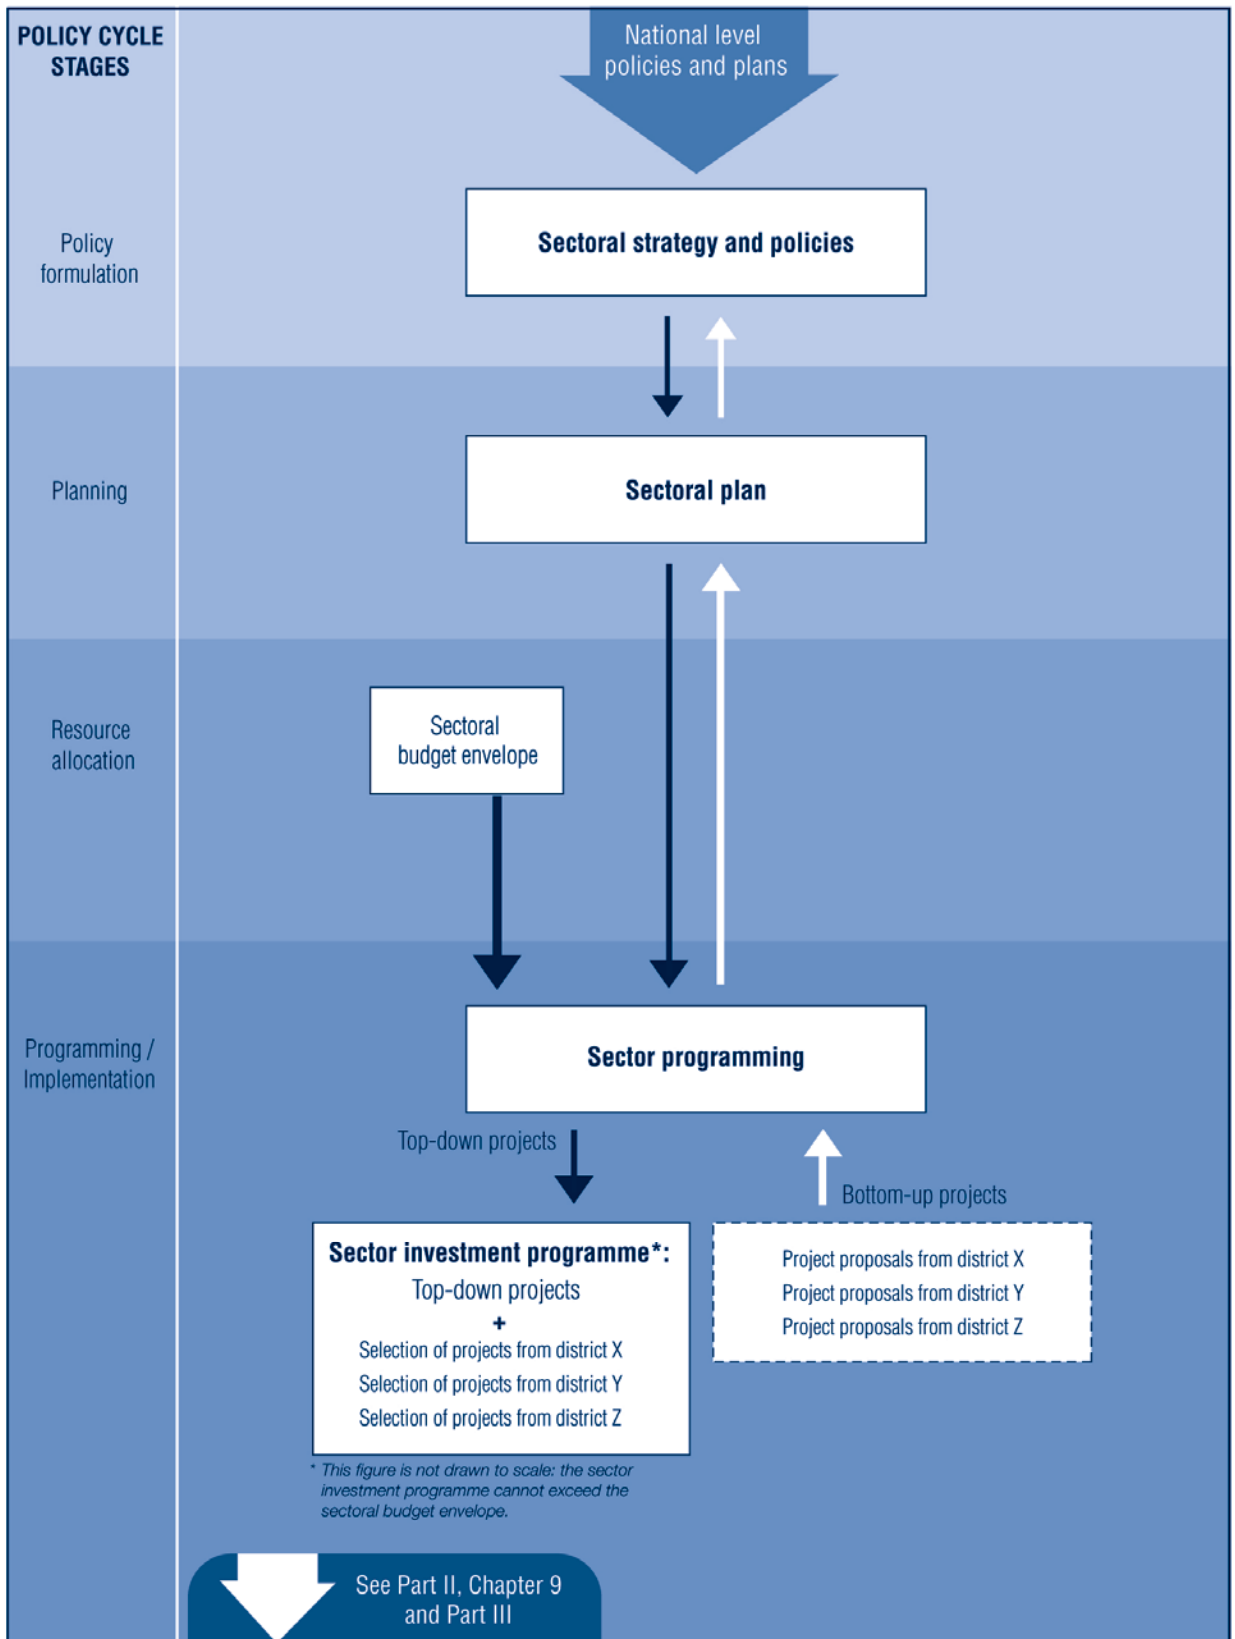 POLICY CYCLE
STAGES
National level
policies and plans
Policy
formulation
Sectoral strategy and policies
Planning
Sectoral plan
Resource
allocation
Sectoral
budget envelope
Programming /
Implementation
Sector programming
Top-down projects
Bottom-up projects
Sector investment programme*:
Top-down projects
+
Selection of projects from district X
Selection of projects from district Y
Selection of projects from district Z
Project proposals from district X
Project proposals from district Y
Project proposals from district Z
* This figure is not drawn to scale: the sector
investment programme cannot exceed the
sectoral budget envelope.
See Part II, Chapter 9
and Part III